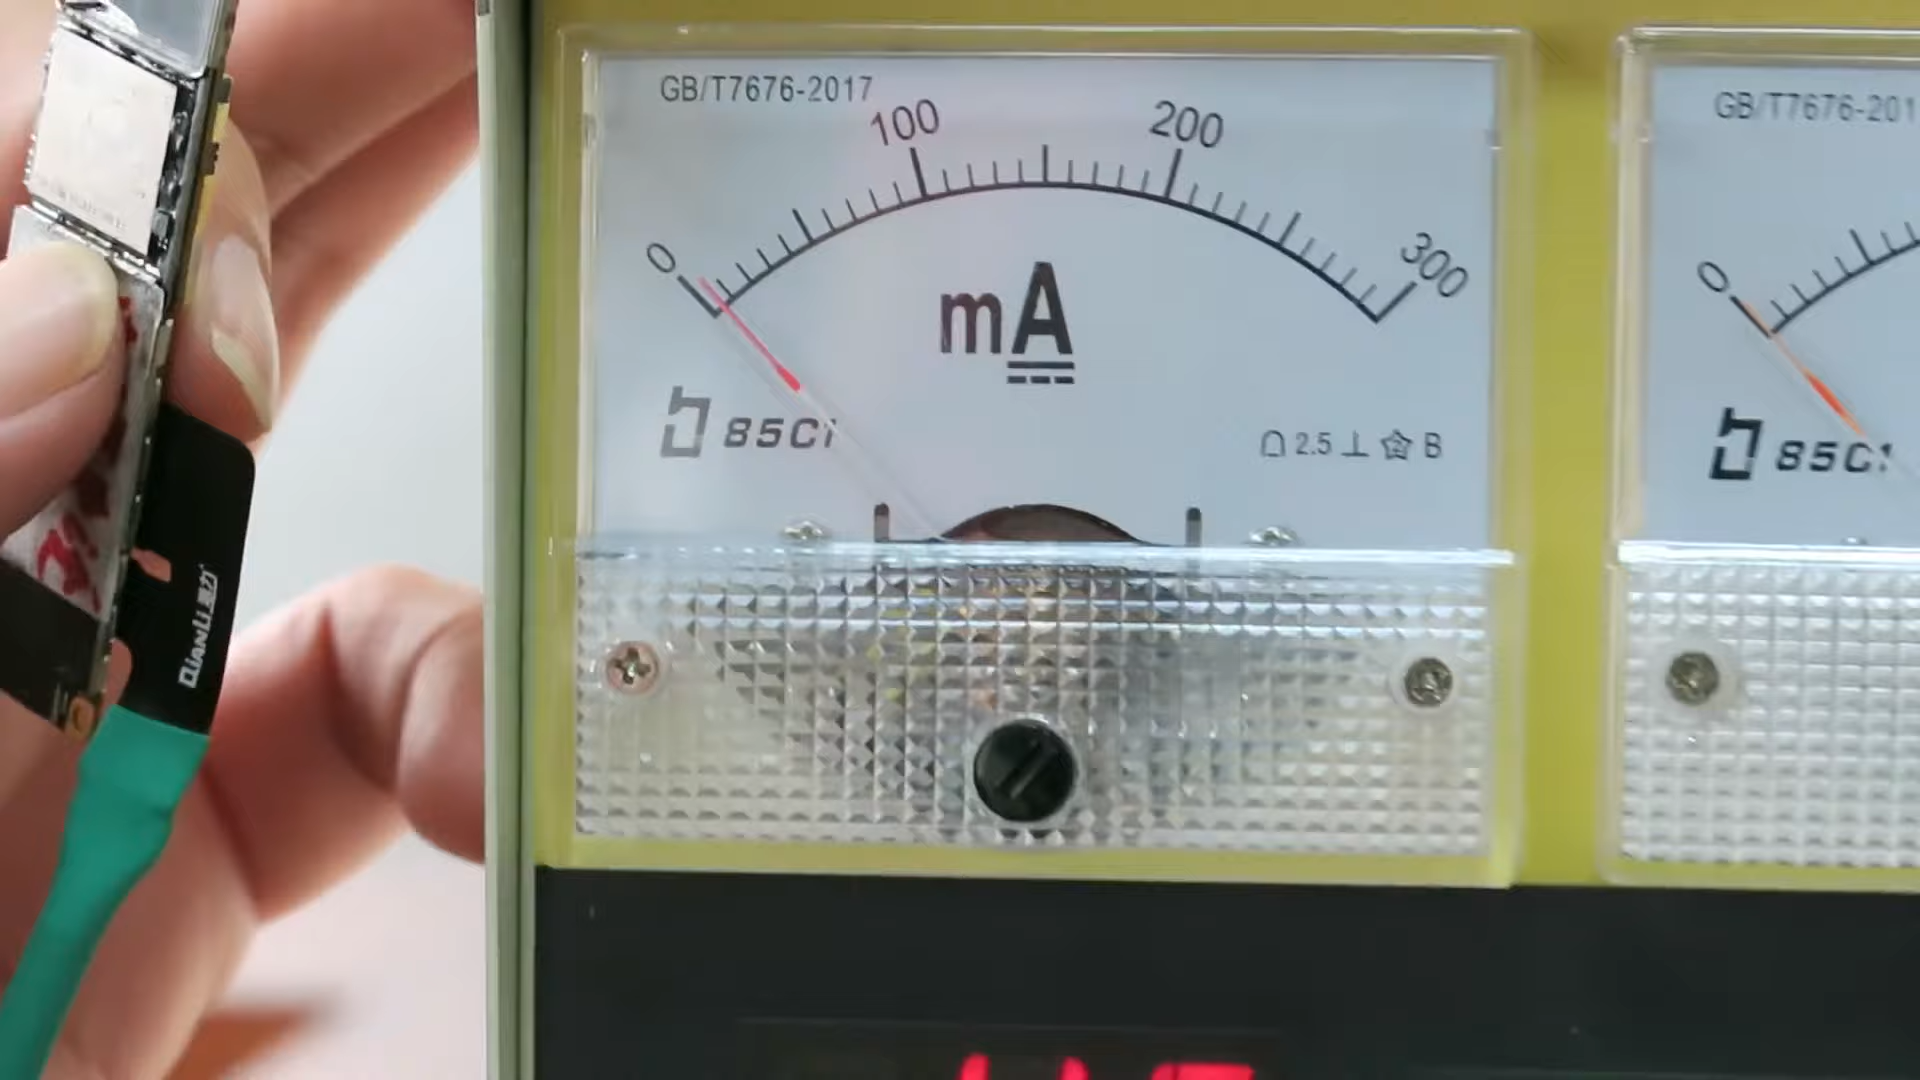 GB/T7676-2017
0 100 200 300
mA
85C1
2.5 ⊥ ☆ B
GB/T7676-201
0
85C1
QIANLI